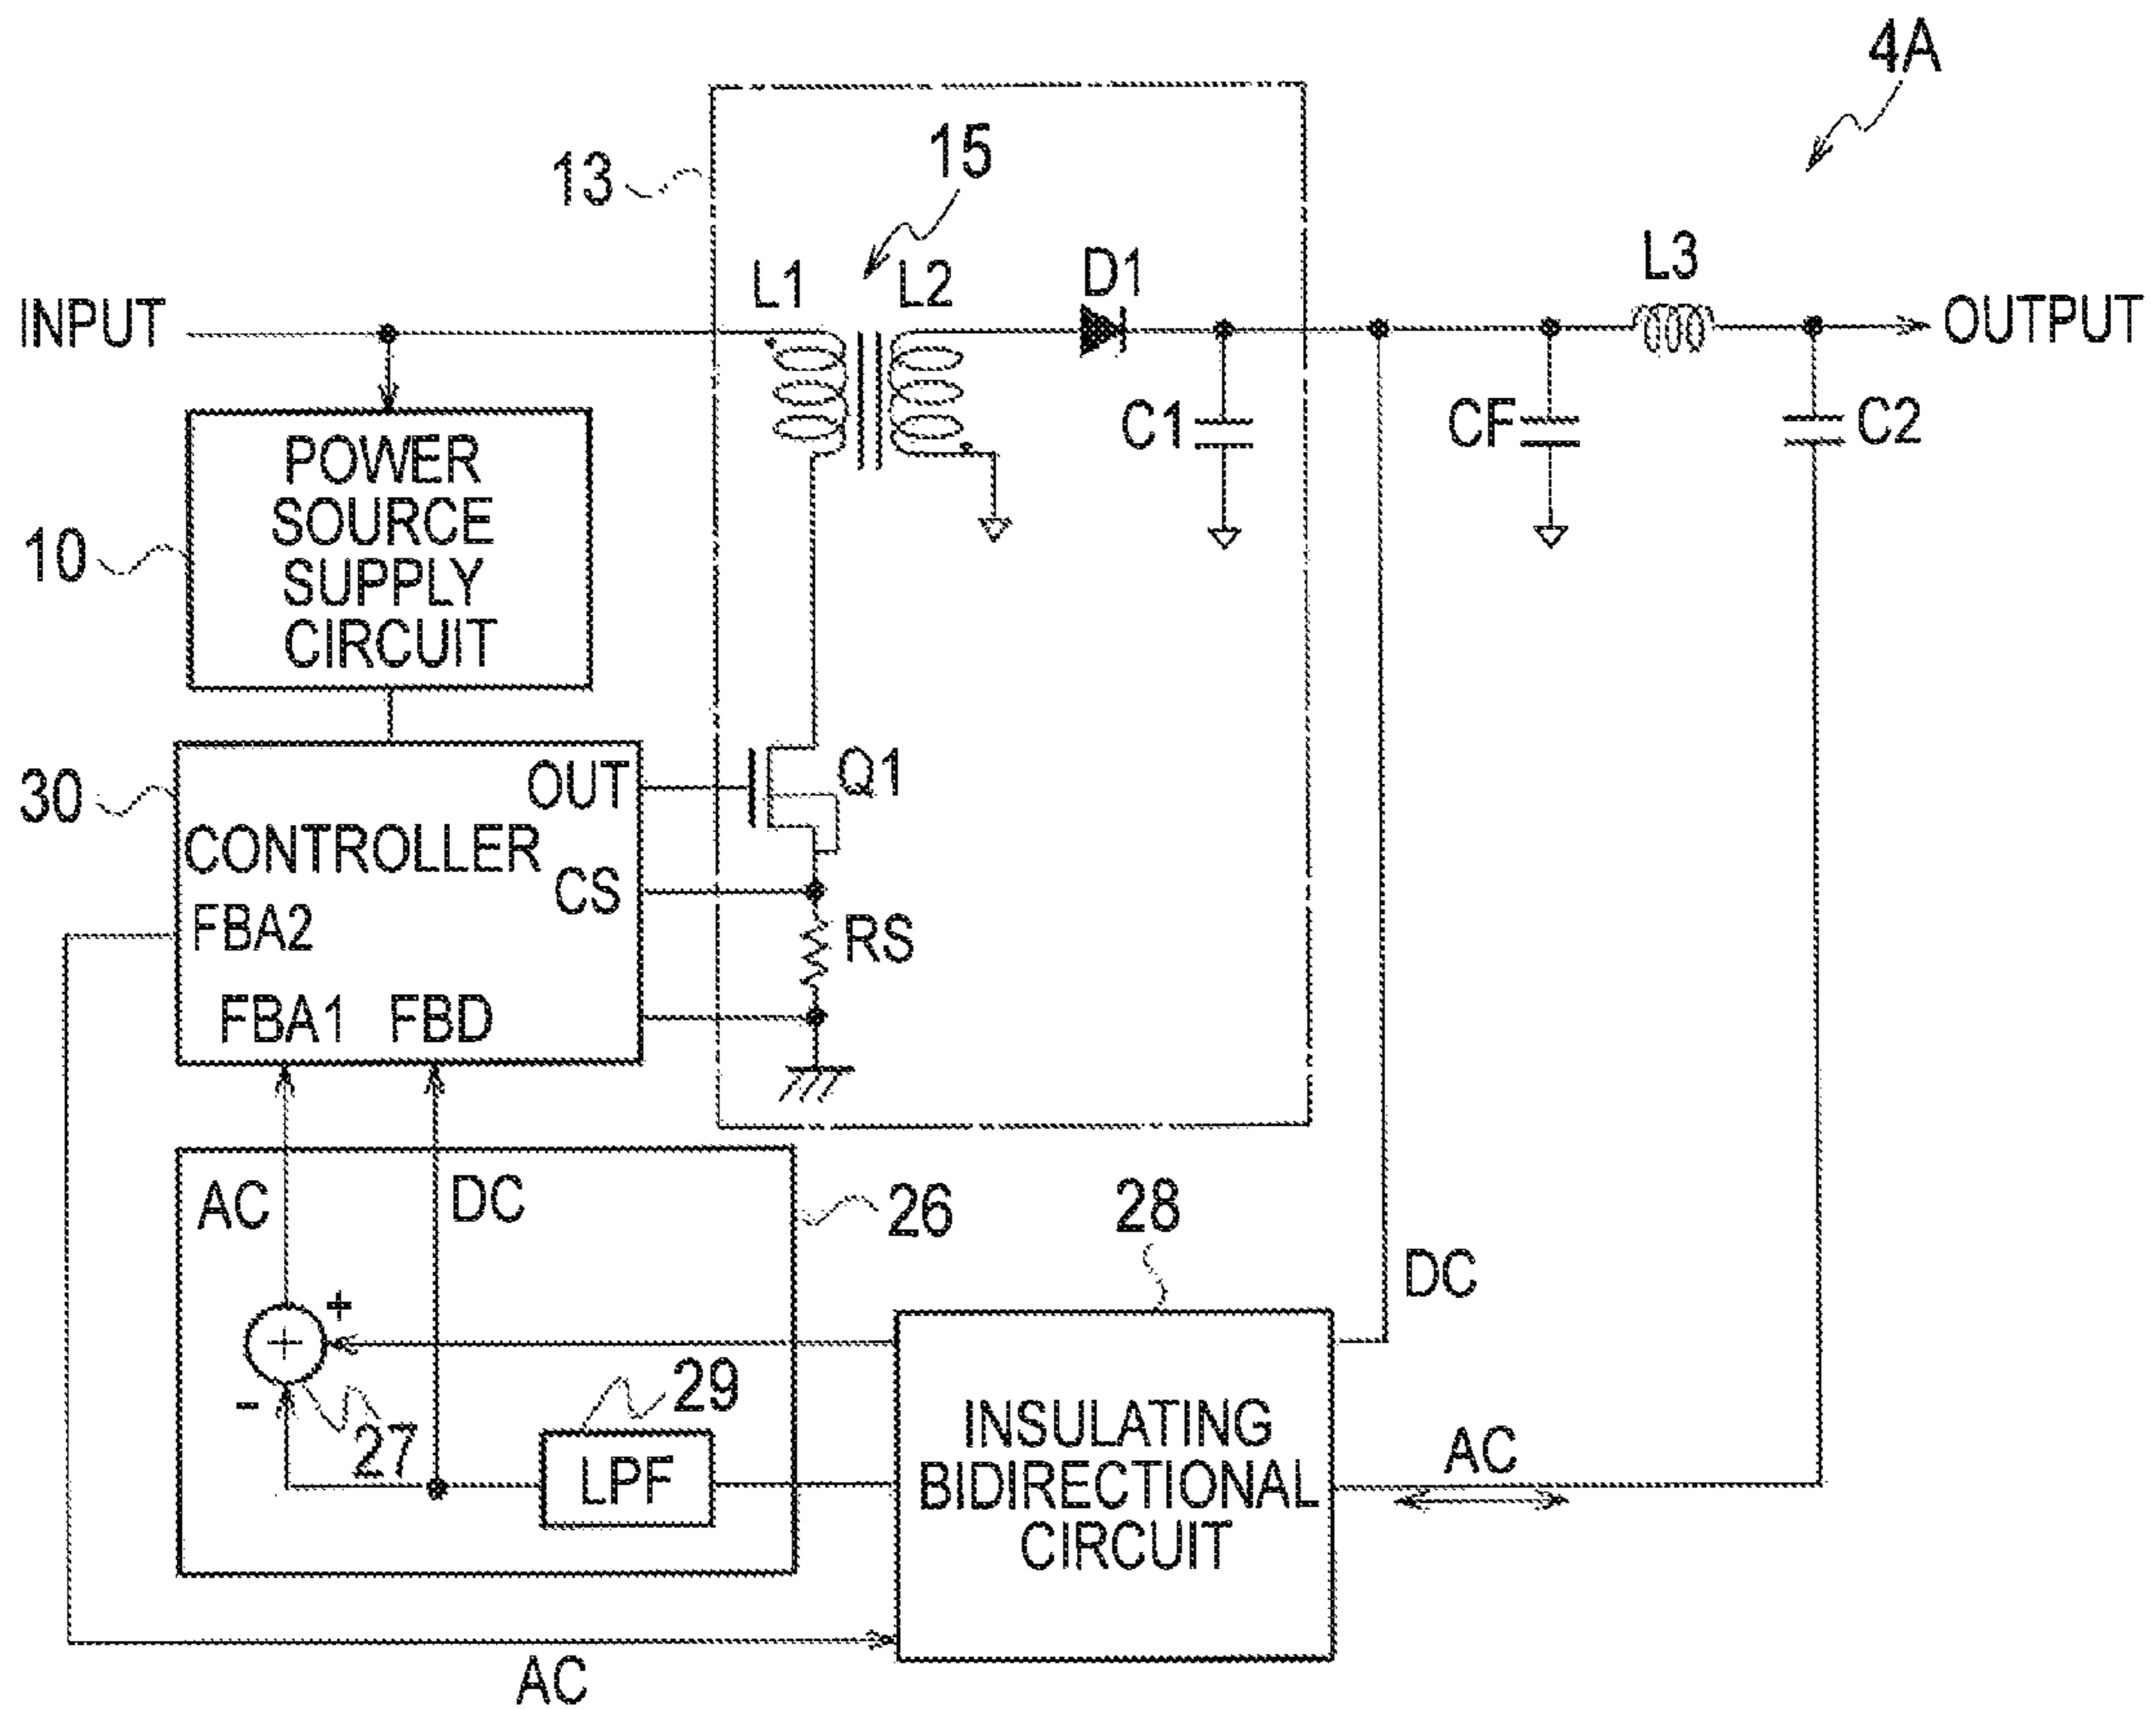 4A
13
15
L1
L2
D1
L3
INPUT
OUTPUT
C1
CF
C2
POWER
SOURCE
SUPPLY
CIRCUIT
10
30
OUT
Q1
CONTROLLER
CS
FBA2
RS
FBA1
FBD
AC
DC
26
28
DC
+
+
-
27
29
LPF
INSULATING
BIDIRECTIONAL
CIRCUIT
AC
AC